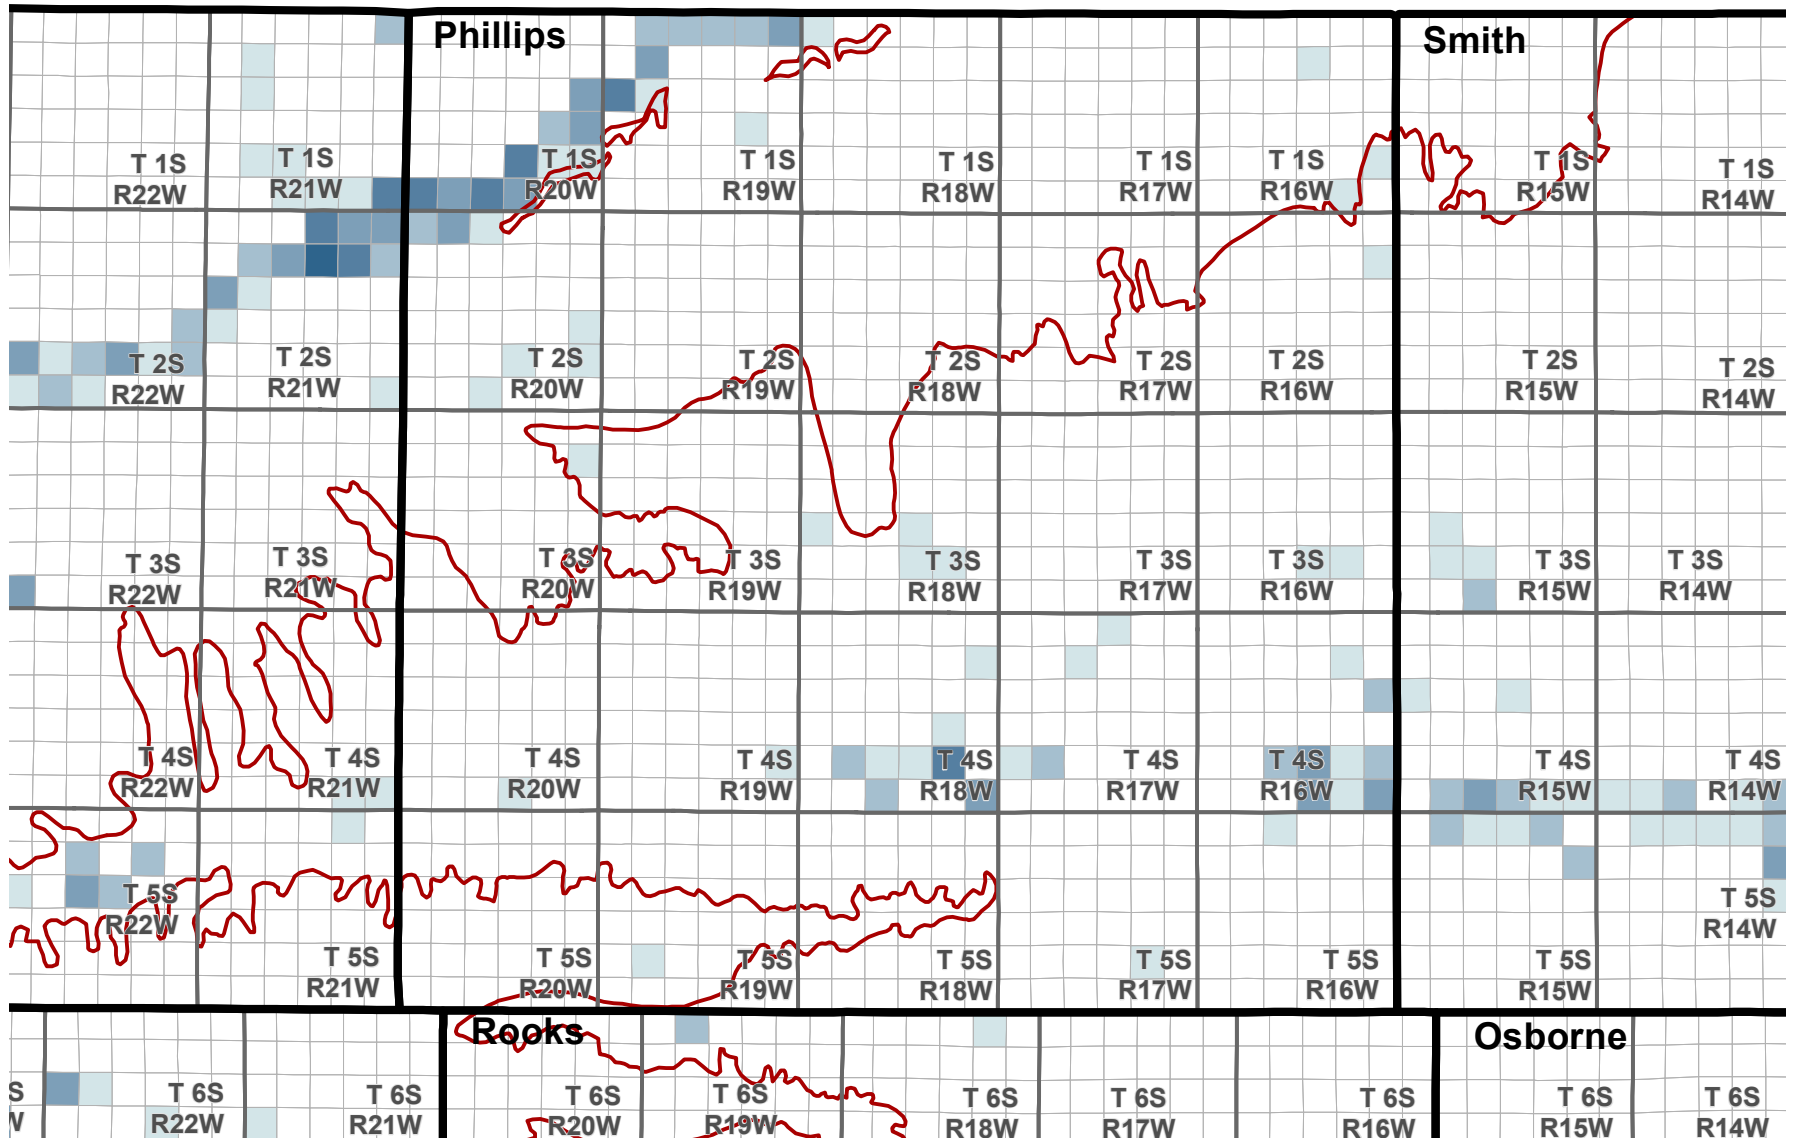 Phillips
Smith
T 1S
R22W
T 1S
R21W
T 1S
R20W
T 1S
R19W
T 1S
R18W
T 1S
R17W
T 1S
R16W
T 1S
R15W
T 1S
R14W
T 2S
R22W
T 2S
R21W
T 2S
R20W
T 2S
R19W
T 2S
R18W
T 2S
R17W
T 2S
R16W
T 2S
R15W
T 2S
R14W
T 3S
R22W
T 3S
R21W
T 3S
R20W
T 3S
R19W
T 3S
R18W
T 3S
R17W
T 3S
R16W
T 3S
R15W
T 3S
R14W
T 4S
R22W
T 4S
R21W
T 4S
R20W
T 4S
R19W
T 4S
R18W
T 4S
R17W
T 4S
R16W
T 4S
R15W
T 4S
R14W
T 5S
R22W
T 5S
R21W
T 5S
R20W
T 5S
R19W
T 5S
R18W
T 5S
R17W
T 5S
R16W
T 5S
R15W
T 5S
R14W
Rooks
Osborne
S
W
T 6S
R22W
T 6S
R21W
T 6S
R20W
T 6S
R19W
T 6S
R18W
T 6S
R17W
T 6S
R16W
T 6S
R15W
T 6S
R14W